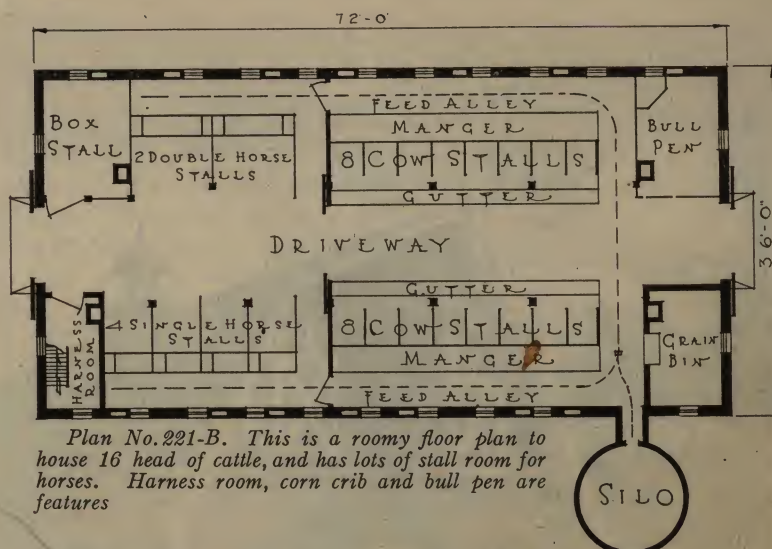 72'-0"
FEED ALLEY
MANGER
BOX
STALL
2 DOUBLE HORSE
STALLS
8 COW STALLS
BULL
PEN
GUTTER
DRIVEWAY
36'-0"
GUTTER
4 SINGLE HORSE
STALLS
8 COW STALLS
HARNESS
ROOM
GRAIN
BIN
MANGER
FEED ALLEY
Plan No. 221-B. This is a roomy floor plan to
house 16 head of cattle, and has lots of stall room for
horses. Harness room, corn crib and bull pen are
features
SILO